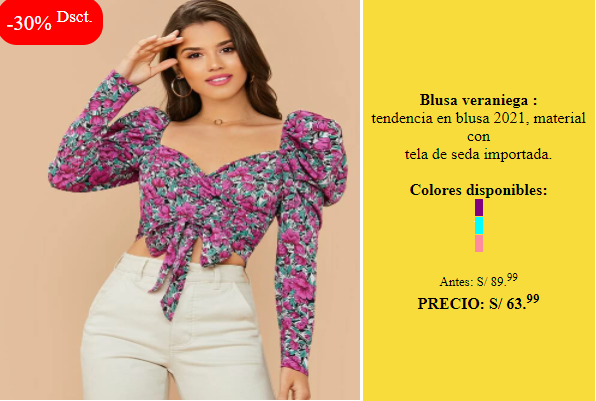 -30% Dsct.
Blusa veraniega :
tendencia en blusa 2021, material
con
tela de seda importada.
Colores disponibles:
Antes: S/ 89.99
PRECIO: S/ 63.99